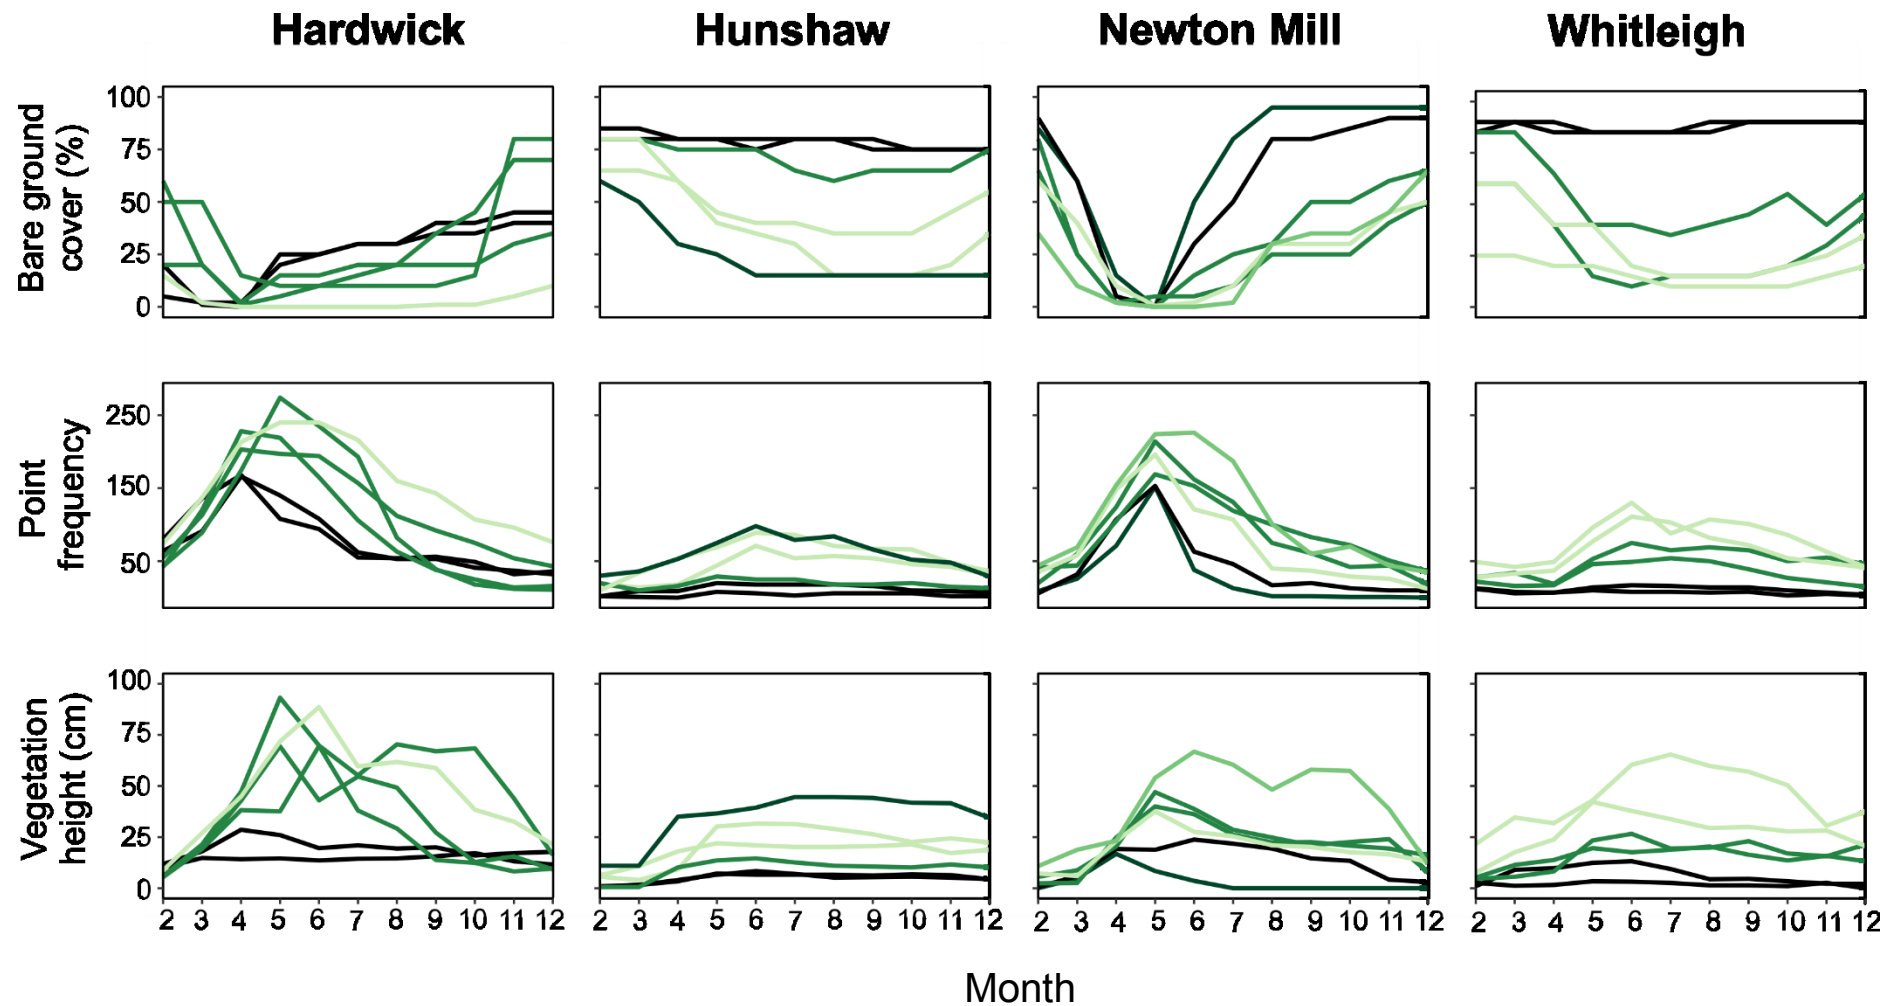 Hardwick Hunshaw Newton Mill Whitleigh
Bare ground
cover (%)
100
75
50
25
0
Point
frequency
250
150
50
Vegetation
height (cm)
100
75
50
25
0
2 3 4 5 6 7 8 9 10 11 12 2 3 4 5 6 7 8 9 10 11 12 2 3 4 5 6 7 8 9 10 11 12 2 3 4 5 6 7 8 9 10 11 12
Month